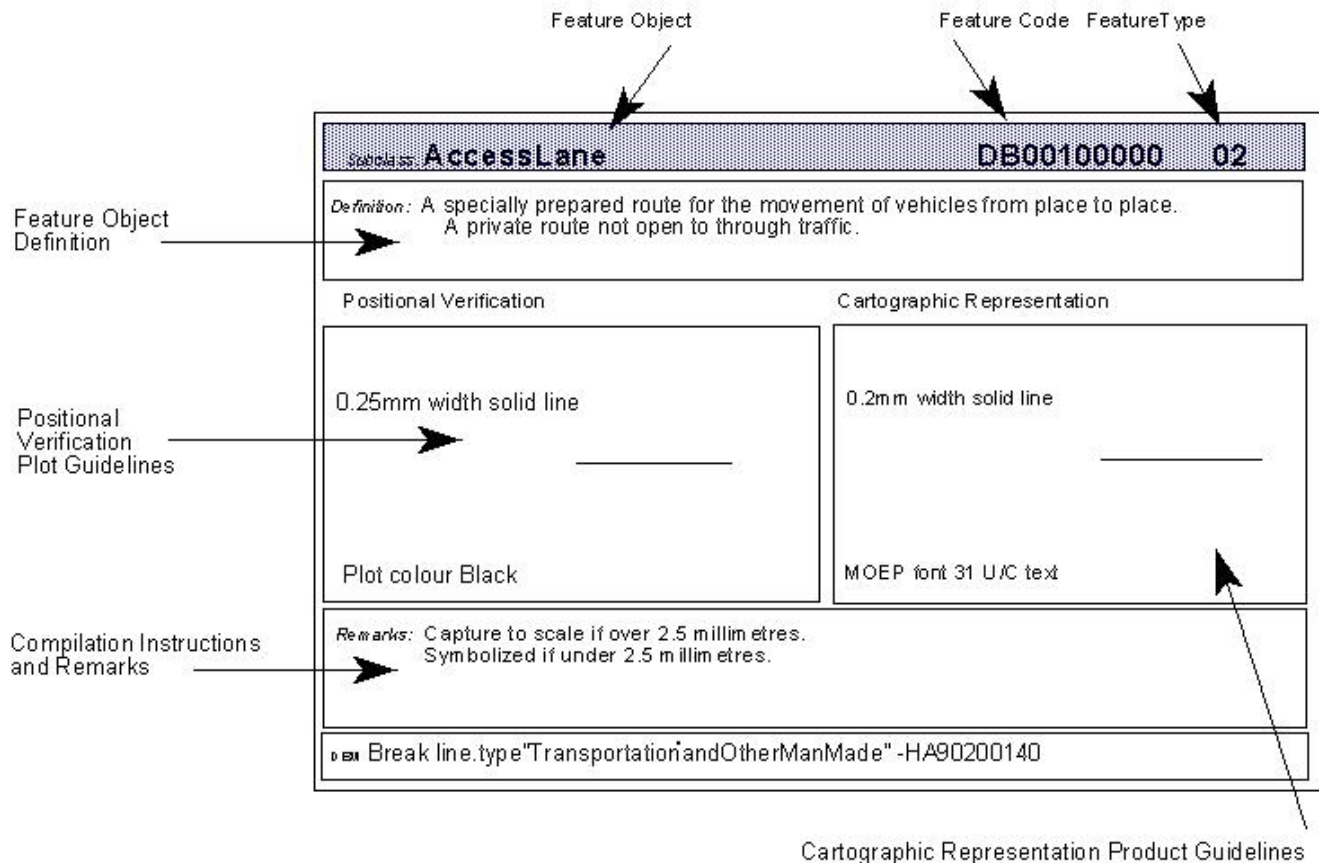 Feature Object
Feature Code FeatureType
Subclass: AccessLane DB00100000 02
Feature Object
Definition
Definition: A specially prepared route for the movement of vehicles from place to place.
A private route not open to through traffic.
Positional Verification
Cartographic Representation
Positional
Verification
Plot Guidelines
0.25mm width solid line
Plot colour Black
0.2mm width solid line
MOEP font 31 U/C text
Compilation Instructions
and Remarks
Remarks: Capture to scale if over 2.5 millimetres.
Symbolized if under 2.5 millimetres.
DEM Break line.type"TransportationandOtherManMade" -HA90200140
Cartographic Representation Product Guidelines